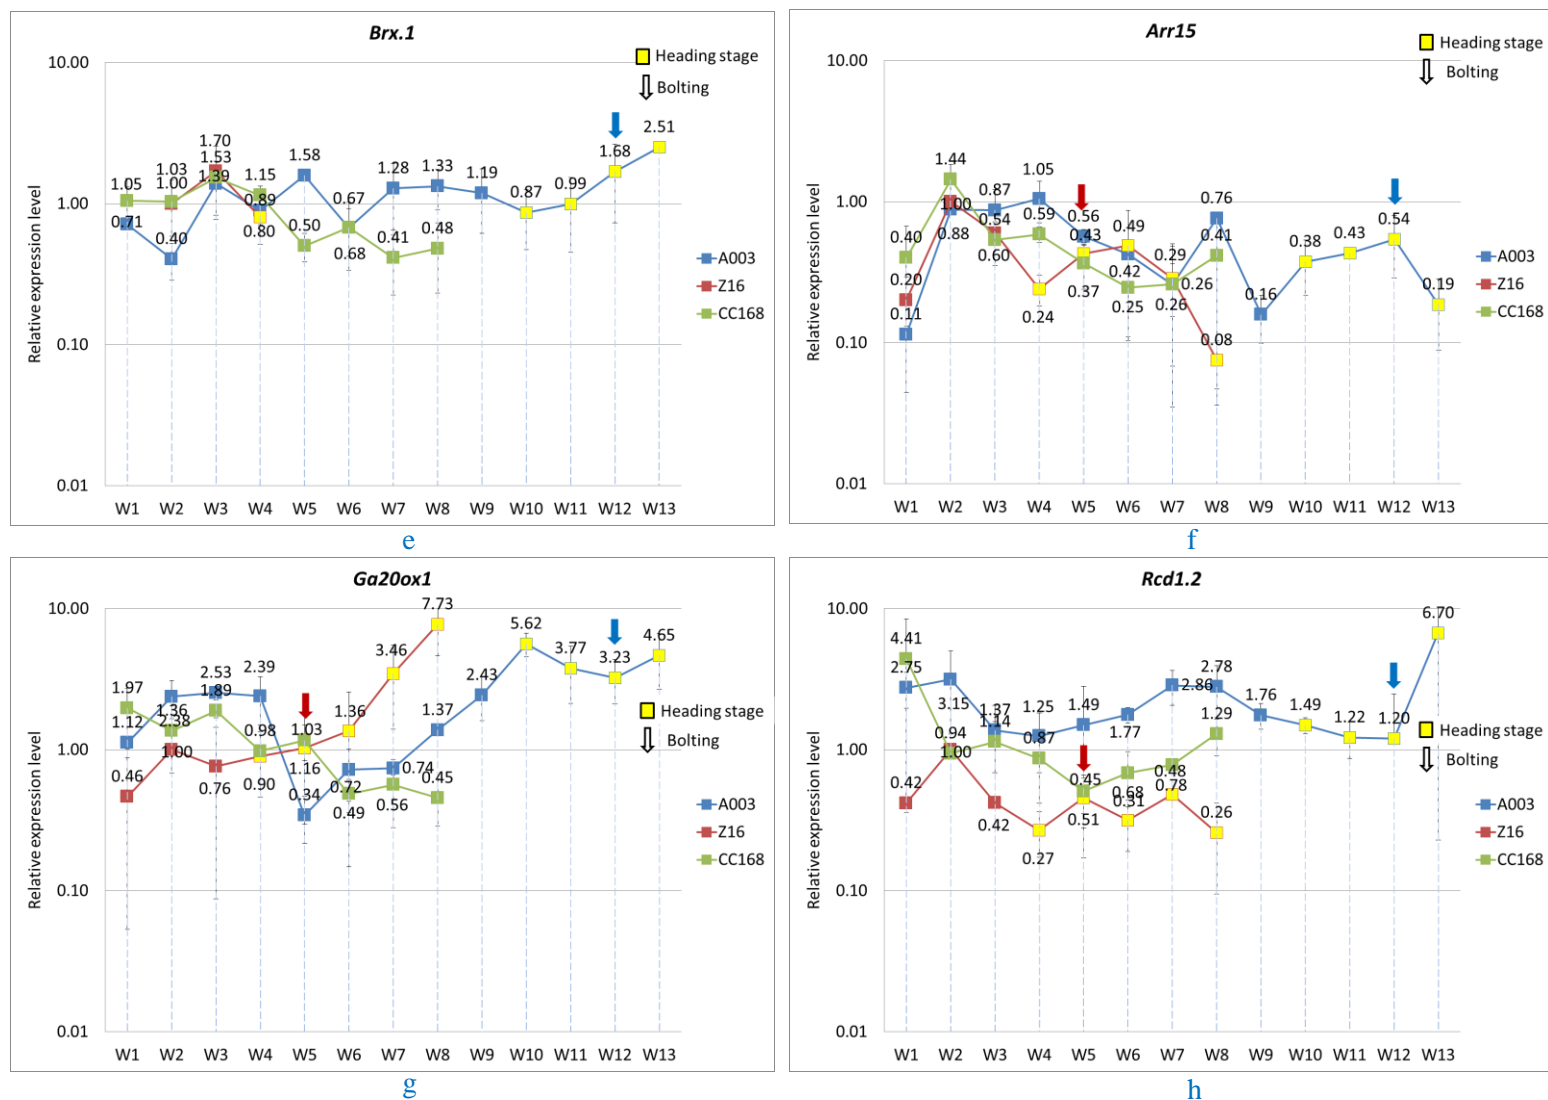 Brx.1
Heading stage
Bolting
10.00
1.00
0.10
0.01
Relative expression level
1.05 1.03 1.70 1.15 1.58 0.67 1.28 1.33 1.19 0.87 0.99 1.68 2.51
1.00 1.53 0.89 0.50 0.41 0.48
0.71 0.40 1.39 0.80 0.68
A003
Z16
CC168
W1 W2 W3 W4 W5 W6 W7 W8 W9 W10 W11 W12 W13
e
Arr15
Heading stage
Bolting
10.00
1.00
0.10
0.01
Relative expression level
1.44 1.05
0.40 1.00 0.87 0.59 0.56 0.49 0.29 0.76 0.38 0.43 0.54
0.20 0.88 0.54 0.43 0.42 0.26 0.41 0.16 0.19
0.11 0.60 0.24 0.37 0.25 0.26 0.08
A003
Z16
CC168
W1 W2 W3 W4 W5 W6 W7 W8 W9 W10 W11 W12 W13
f
Ga20ox1
Heading stage
Bolting
10.00
1.00
0.10
0.01
Relative expression level
7.73
1.97 2.53 2.39 3.46 2.43 5.62 3.77 3.23 4.65
1.12 1.36 1.89 0.98 1.03 1.36 1.37
2.38
0.46 1.00 0.76 0.90 1.16 0.72 0.74 0.45
0.34 0.49 0.56
A003
Z16
CC168
W1 W2 W3 W4 W5 W6 W7 W8 W9 W10 W11 W12 W13
g
Rcd1.2
Heading stage
Bolting
10.00
1.00
0.10
0.01
Relative expression level
4.41 6.70
2.75 3.15 1.37 1.25 1.49 1.77 2.86 2.78 1.76 1.49 1.22 1.20
0.94 1.14 0.87 1.29
0.42 1.00 0.42 0.27 0.45 0.68 0.48 0.26
0.51 0.31 0.78
A003
Z16
CC168
W1 W2 W3 W4 W5 W6 W7 W8 W9 W10 W11 W12 W13
h